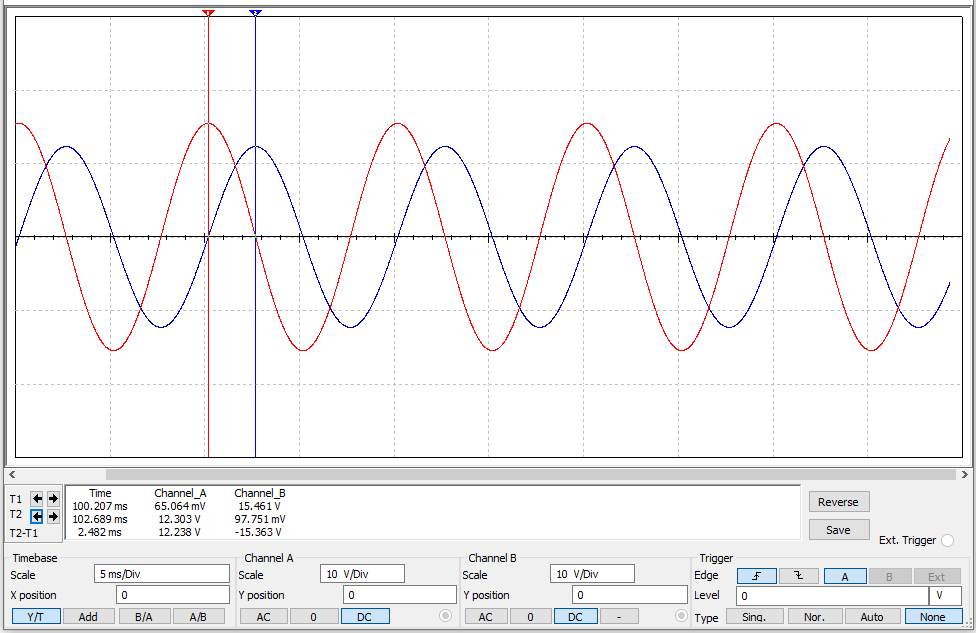 1 2
T1 Time Channel_A Channel_B
T2 100.207 ms 65.064 mV 15.461 V
102.689 ms 12.303 V 97.751 mV
T2-T1 2.482 ms 12.238 V -15.363 V
Reverse
Save
Ext. Trigger
Timebase Channel A Channel B Trigger
Scale 5 ms/Div Scale 10 V/Div Scale 10 V/Div Edge A B Ext
X position 0 Y position 0 Y position 0 Level 0 V
Y/T Add B/A A/B AC 0 DC AC 0 DC - Type Sing. Nor. Auto None